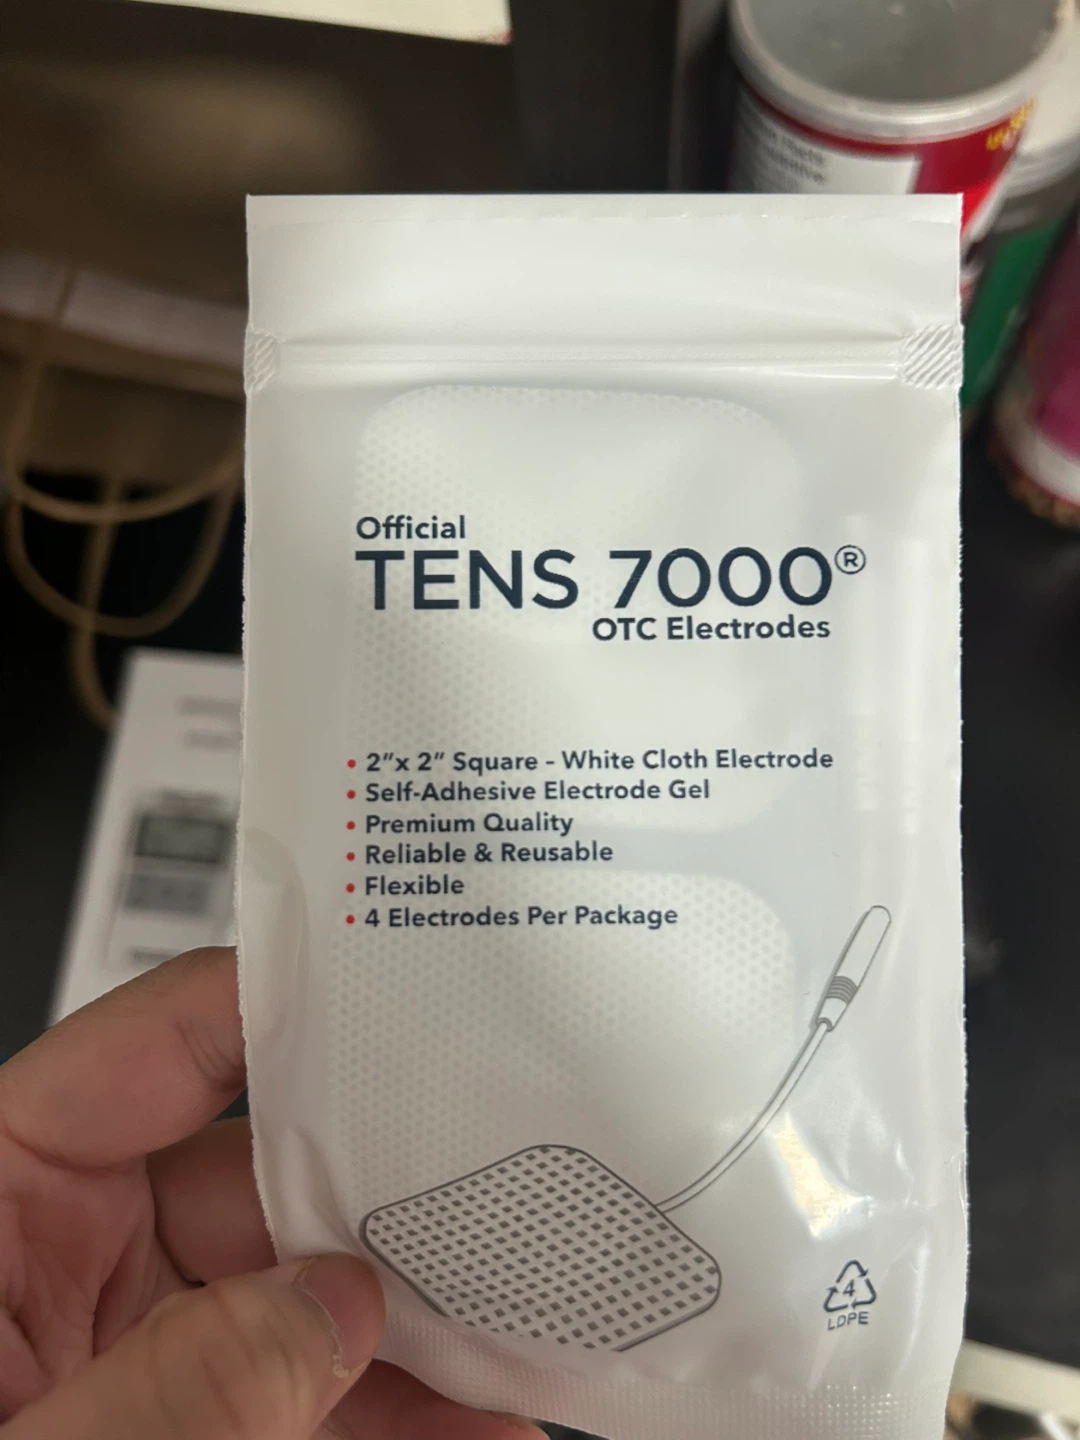 Official
TENS 7000®
OTC Electrodes
• 2”x 2” Square - White Cloth Electrode
• Self-Adhesive Electrode Gel
• Premium Quality
• Reliable & Reusable
• Flexible
• 4 Electrodes Per Package
4
LDPE